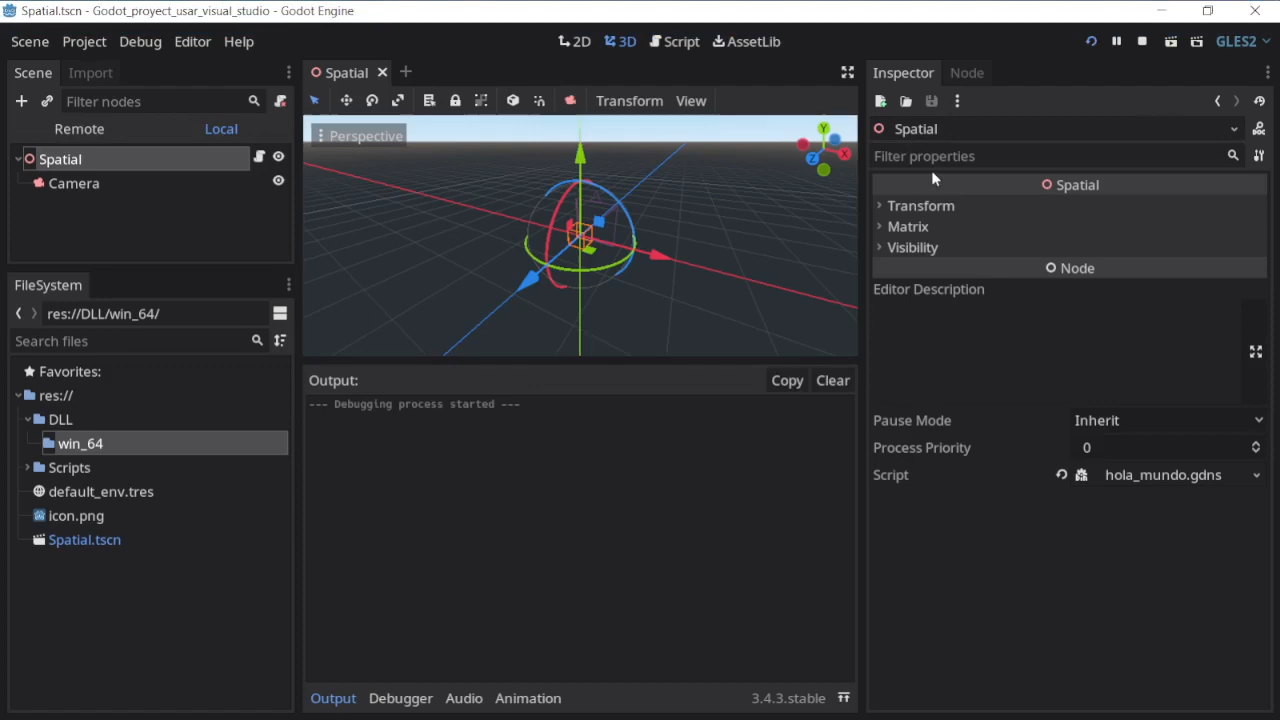 Spatial.tscn - Godot_proyect_usar_visual_studio - Godot Engine
Scene Project Debug Editor Help
2D 3D Script AssetLib
GLES2
Scene Import
Filter nodes
Remote Local
Spatial
Camera
FileSystem
res://DLL/win_64/
Search files
Favorites:
res://
DLL
win_64
Scripts
default_env.tres
icon.png
Spatial.tscn
Spatial
Transform View
Perspective
Y
X
Z
Output:
Copy Clear
--- Debugging process started ---
Output Debugger Audio Animation
3.4.3.stable
Inspector Node
Spatial
Filter properties
Spatial
Transform
Matrix
Visibility
Node
Editor Description
Pause Mode Inherit
Process Priority 0
Script hola_mundo.gdns